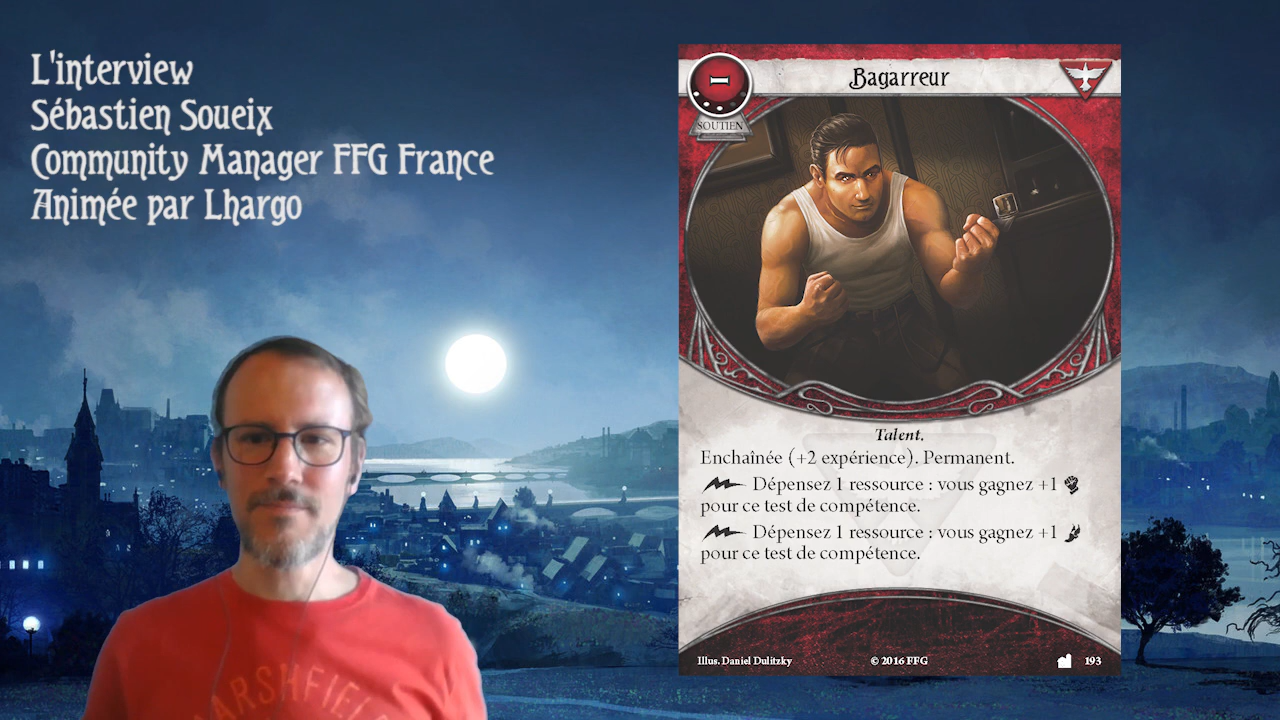 L'interview
Sébastien Soueix
Community Manager FFG France
Animée par Lhargo
Bagarreur
SOUTIEN
Talent.
Enchaînée (+2 expérience). Permanent.
Dépensez 1 ressource : vous gagnez +1
pour ce test de compétence.
Dépensez 1 ressource : vous gagnez +1
pour ce test de compétence.
Illus. Daniel Dulitzky
© 2016 FFG
193